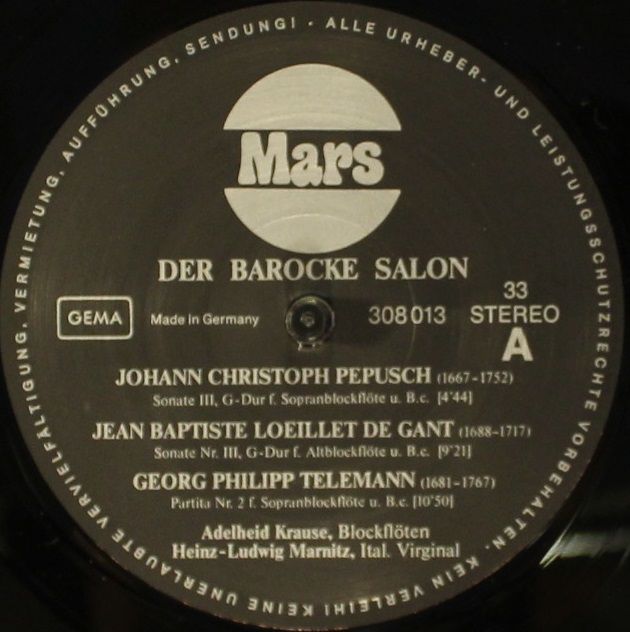 ALLE URHEBER- UND LEISTUNGSSCHUTZRECHTE VORBEHALTEN. KEIN VERLEIH! KEINE UNERLAUBTE VERVIELFÄLTIGUNG, VERMIETUNG, AUFFÜHRUNG, SENDUNG! ·
Mars
DER BAROCKE SALON
GEMA Made in Germany 308013 33 STEREO
A
JOHANN CHRISTOPH PEPUSCH (1667-1752)
Sonate III, G-Dur f. Sopranblockflöte u. B.c. [4'44]
JEAN BAPTISTE LOEILLET DE GANT (1688-1717)
Sonate Nr. III, G-Dur f. Altblockflöte u. B.c. [9'21]
GEORG PHILIPP TELEMANN (1681-1767)
Partita Nr. 2 f. Sopranblockflöte u. B.c. [10'50]
Adelheid Krause, Blockflöten
Heinz-Ludwig Marnitz, Ital. Virginal